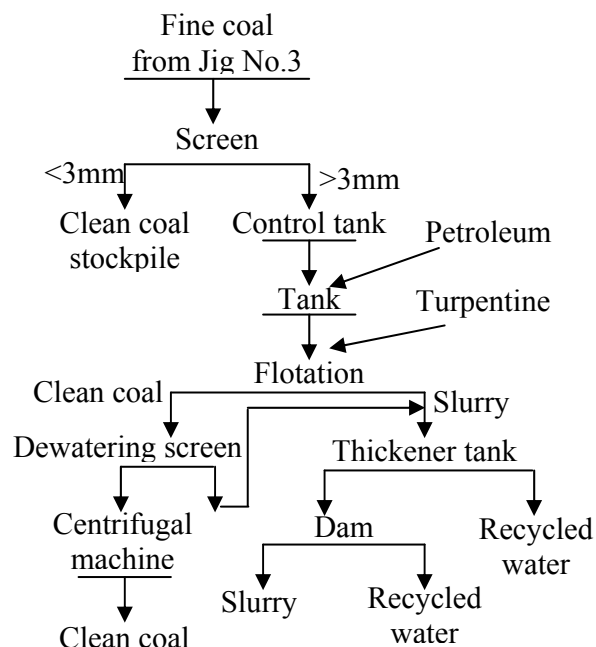 Fine coal
from Jig No.3
Screen
<3mm
>3mm
Clean coal
stockpile
Control tank
Petroleum
Tank
Turpentine
Flotation
Clean coal
Slurry
Dewatering screen
Thickener tank
Centrifugal
machine
Dam
Recycled
water
Slurry
Recycled
water
Clean coal